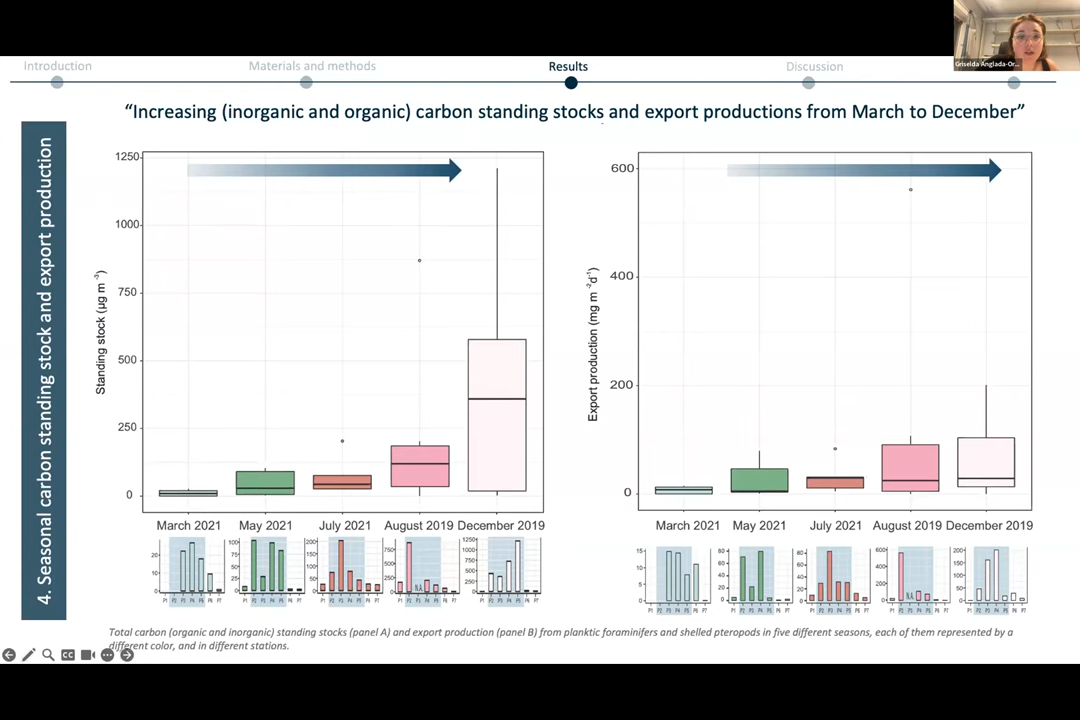 Griselda Anglada-Or...
Introduction
Materials and methods
Results
Discussion
“Increasing (inorganic and organic) carbon standing stocks and export productions from March to December”
4. Seasonal carbon standing stock and export production
Standing stock (µg m⁻³)
1250
1000
750
500
250
0
March 2021 May 2021 July 2021 August 2019 December 2019
Export production (mg m⁻²d⁻¹)
600
400
200
0
March 2021 May 2021 July 2021 August 2019 December 2019
Total carbon (organic and inorganic) standing stocks (panel A) and export production (panel B) from planktic foraminifers and shelled pteropods in five different seasons, each of them represented by a
different color, and in different stations.